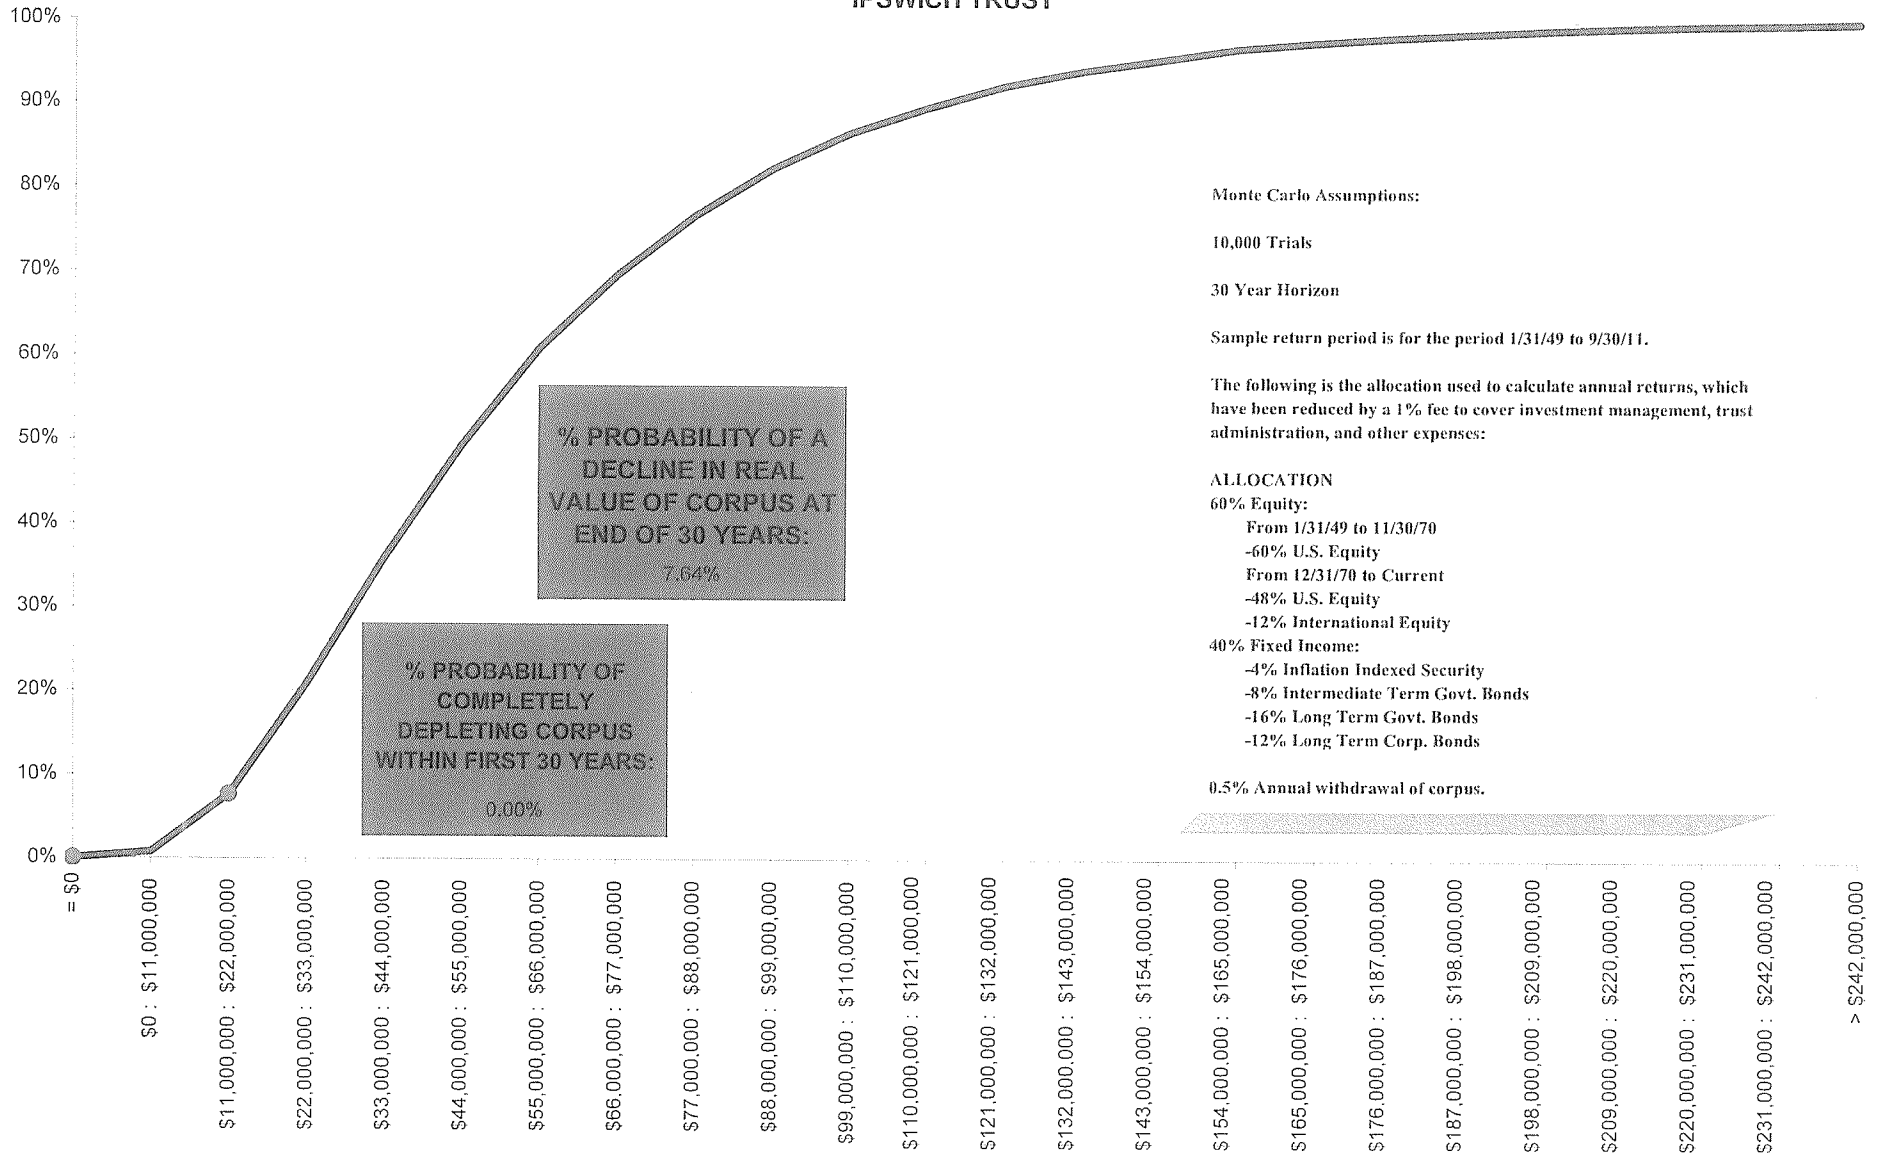 IPSWICH TRUST
100%
90%
80%
70%
60%
50%
40%
30%
20%
10%
0%
% PROBABILITY OF A
DECLINE IN REAL
VALUE OF CORPUS AT
END OF 30 YEARS:
7.64%
% PROBABILITY OF
COMPLETELY
DEPLETING CORPUS
WITHIN FIRST 30 YEARS:
0.00%
Monte Carlo Assumptions:
10,000 Trials
30 Year Horizon
Sample return period is for the period 1/31/49 to 9/30/11.
The following is the allocation used to calculate annual returns, which
have been reduced by a 1% fee to cover investment management, trust
administration, and other expenses:
ALLOCATION
60% Equity:
From 1/31/49 to 11/30/70
-60% U.S. Equity
From 12/31/70 to Current
-48% U.S. Equity
-12% International Equity
40% Fixed Income:
-4% Inflation Indexed Security
-8% Intermediate Term Govt. Bonds
-16% Long Term Govt. Bonds
-12% Long Term Corp. Bonds
0.5% Annual withdrawal of corpus.
= $0
$0 : $11,000,000
$11,000,000 : $22,000,000
$22,000,000 : $33,000,000
$33,000,000 : $44,000,000
$44,000,000 : $55,000,000
$55,000,000 : $66,000,000
$66,000,000 : $77,000,000
$77,000,000 : $88,000,000
$88,000,000 : $99,000,000
$99,000,000 : $110,000,000
$110,000,000 : $121,000,000
$121,000,000 : $132,000,000
$132,000,000 : $143,000,000
$143,000,000 : $154,000,000
$154,000,000 : $165,000,000
$165,000,000 : $176,000,000
$176,000,000 : $187,000,000
$187,000,000 : $198,000,000
$198,000,000 : $209,000,000
$209,000,000 : $220,000,000
$220,000,000 : $231,000,000
$231,000,000 : $242,000,000
> $242,000,000